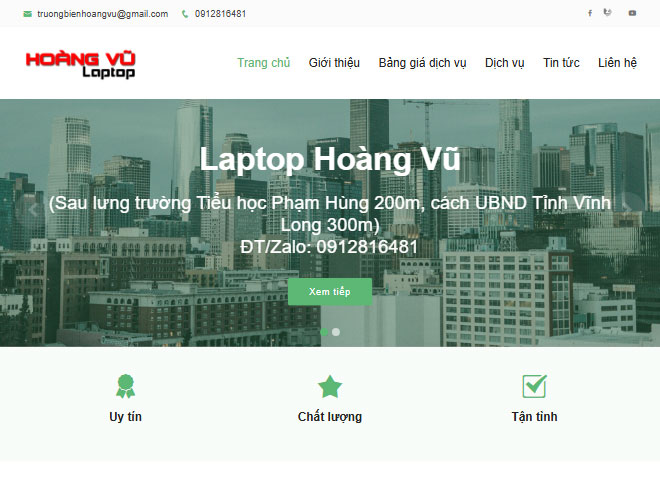 truongbienhoangvu@gmail.com 0912816481
HOÀNG VŨ
Laptop
Trang chủ Giới thiệu Bảng giá dịch vụ Dịch vụ Tin tức Liên hệ
Laptop Hoàng Vũ
(Sau lưng trường Tiểu học Phạm Hùng 200m, cách UBND Tỉnh Vĩnh
Long 300m)
ĐT/Zalo: 0912816481
Xem tiếp
Uy tín Chất lượng Tận tình